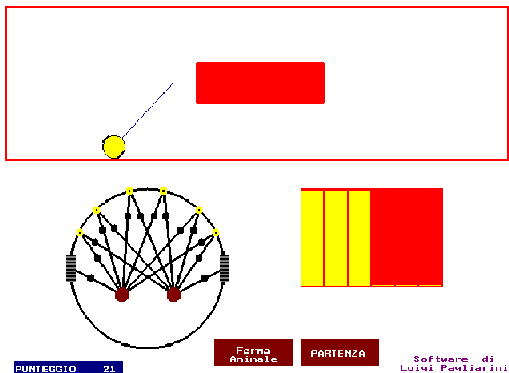 Ferma
Animale
PARTENZA
Software di
Luigi Pagliarini
PUNTEGGIO 21